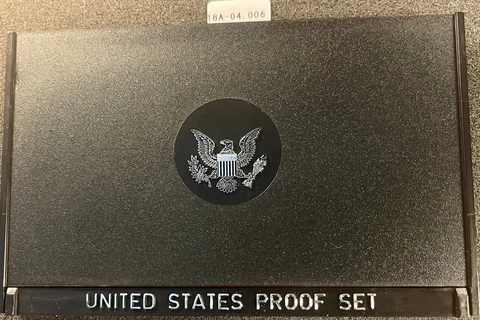 18A-04.006
UNITED STATES PROOF SET